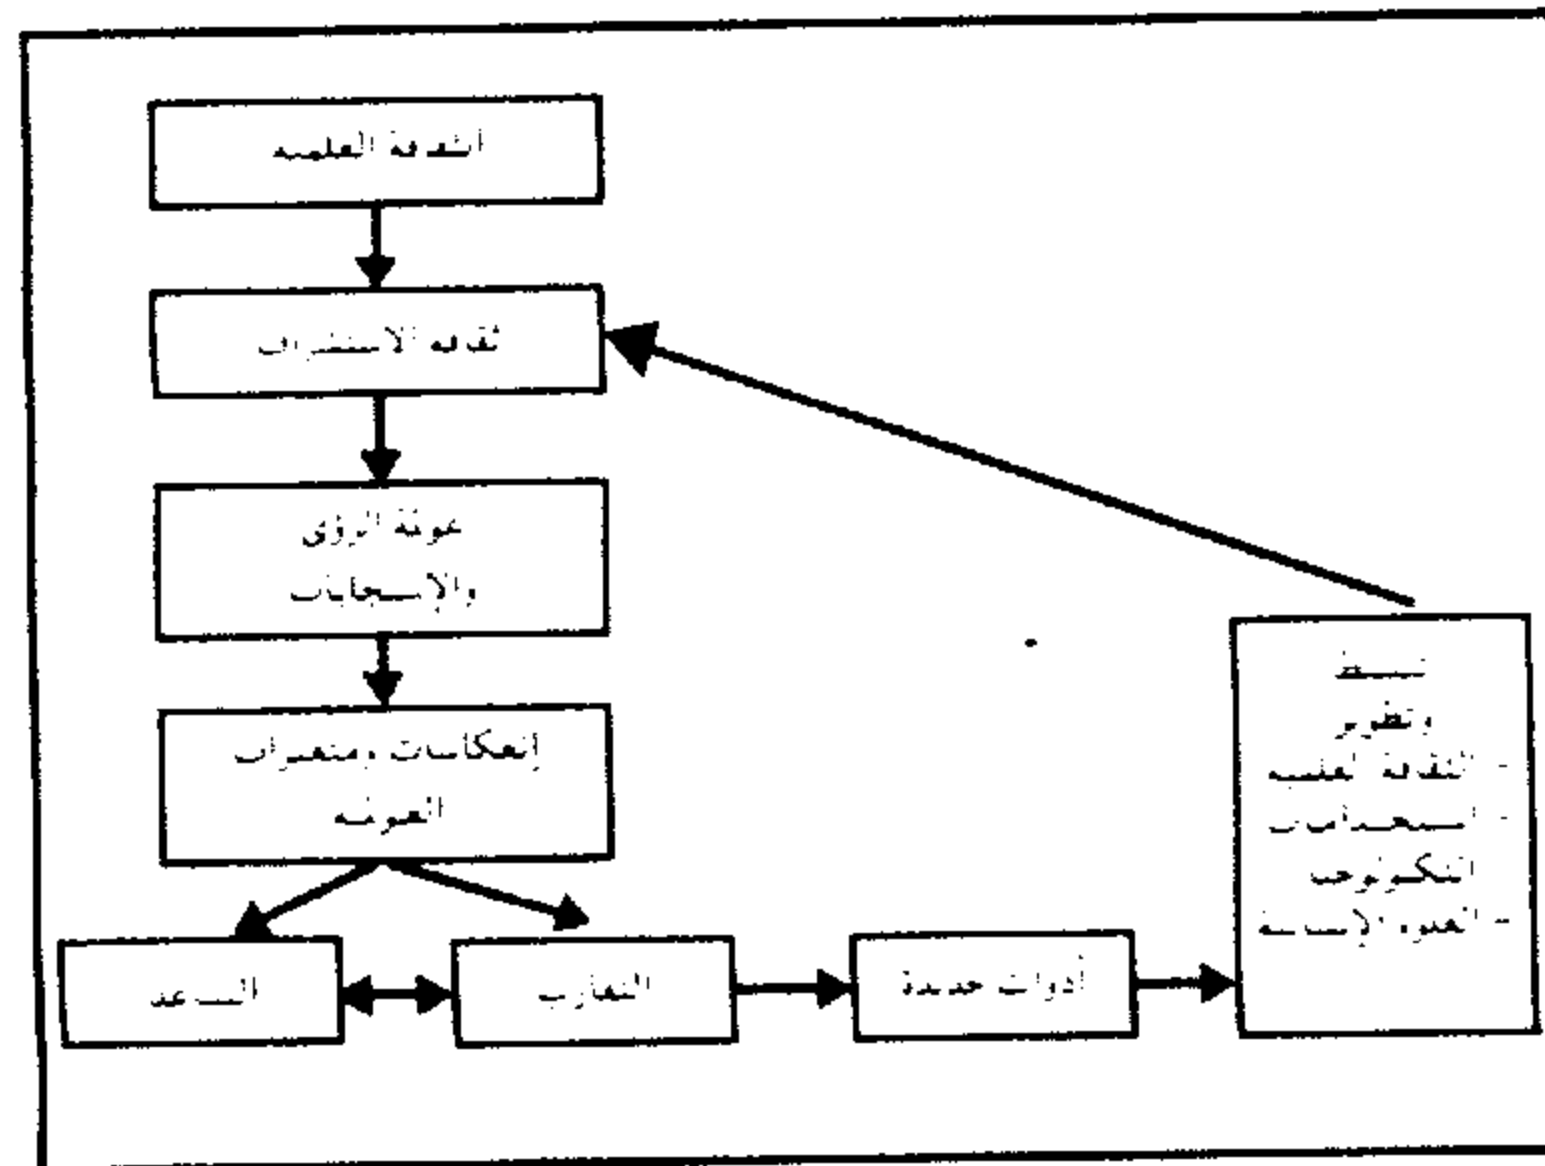 الثقافة العلمية
ثقافة الاستشراف
عولمة الرؤى
والإستجابات
إنعكاسات ومتغيرات
العولمة
التباعد
التقارب
أدوات جديدة
تبسيط
وتطوير
- الثقافة العلمية
- استخدامات
التكنولوجيا
- العلوم الإنسانية